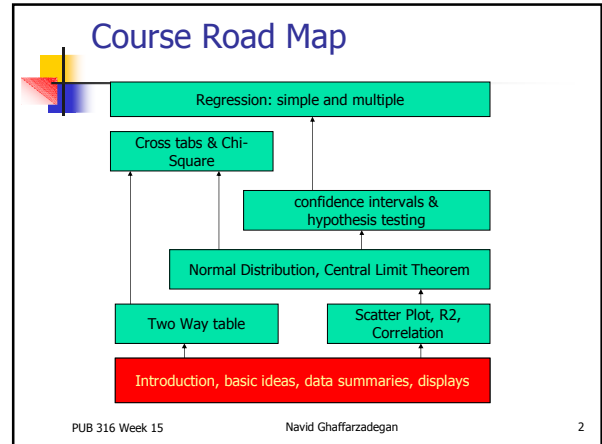 Course Road Map
Regression: simple and multiple
Cross tabs & Chi-
Square
confidence intervals &
hypothesis testing
Normal Distribution, Central Limit Theorem
Two Way table
Scatter Plot, R2,
Correlation
Introduction, basic ideas, data summaries, displays
PUB 316 Week 15
Navid Ghaffarzadegan
2